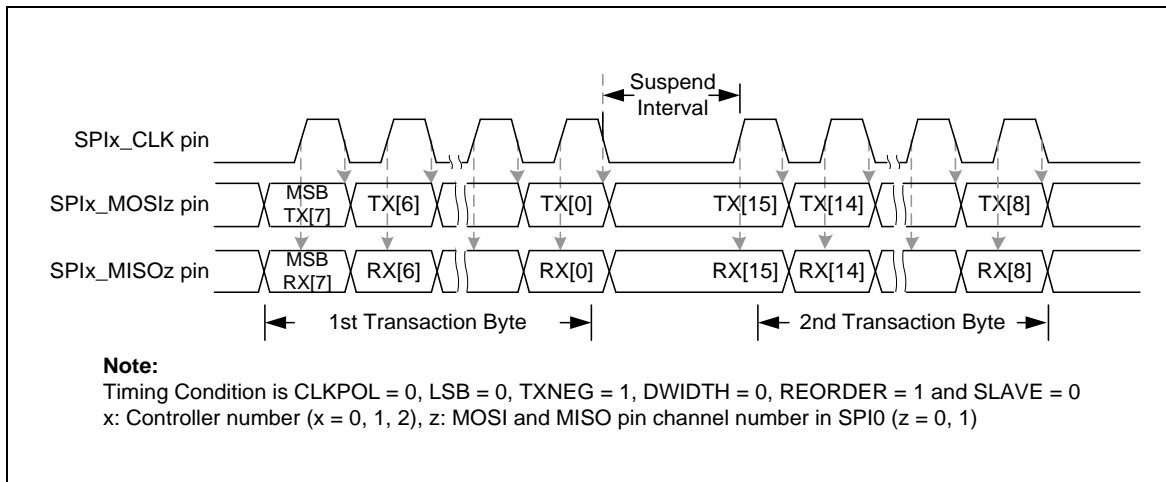 Suspend
Interval
SPIx_CLK pin
SPIx_MOSIz pin
MSB
TX[7]
TX[6]
TX[0]
TX[15]
TX[14]
TX[8]
SPIx_MISOz pin
MSB
RX[7]
RX[6]
RX[0]
RX[15]
RX[14]
RX[8]
1st Transaction Byte
2nd Transaction Byte
Note:
Timing Condition is CLKPOL = 0, LSB = 0, TXNEG = 1, DWIDTH = 0, REORDER = 1 and SLAVE = 0
x: Controller number (x = 0, 1, 2), z: MOSI and MISO pin channel number in SPI0 (z = 0, 1)